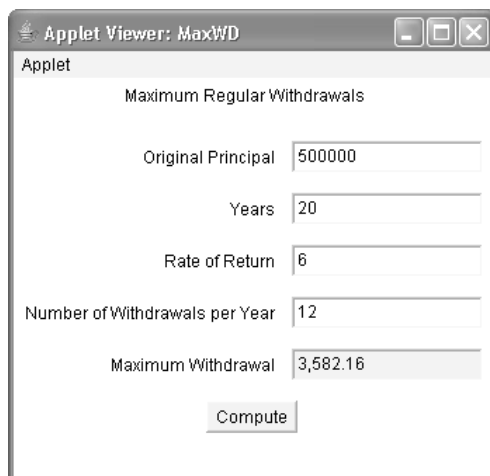 Applet Viewer: MaxWD
Applet
Maximum Regular Withdrawals
Original Principal 500000
Years 20
Rate of Return 6
Number of Withdrawals per Year 12
Maximum Withdrawal 3,582.16
Compute